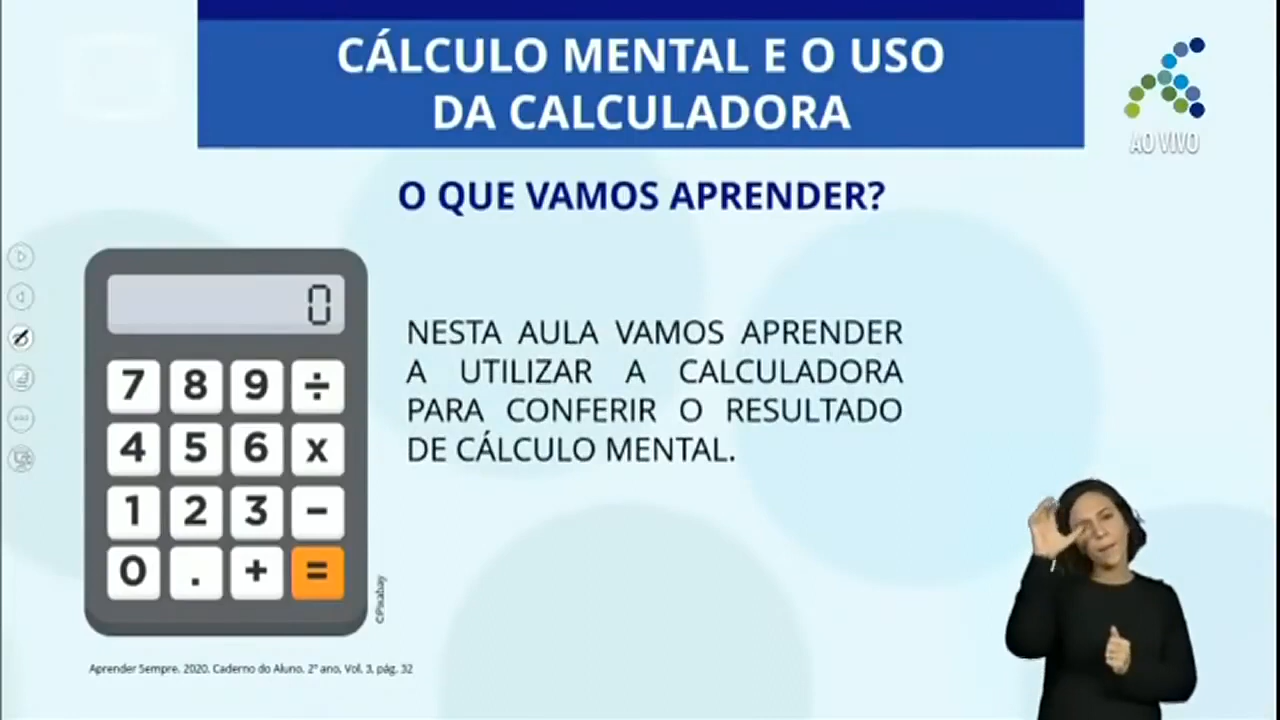 CÁLCULO MENTAL E O USO
DA CALCULADORA
AO VIVO
O QUE VAMOS APRENDER?
0
7 8 9 ÷
4 5 6 x
1 2 3 −
0 . + =
NESTA AULA VAMOS APRENDER
A UTILIZAR A CALCULADORA
PARA CONFERIR O RESULTADO
DE CÁLCULO MENTAL.
©Pixabay
Aprender Sempre. 2020. Caderno do Aluno. 2º ano, Vol. 3, pág. 32